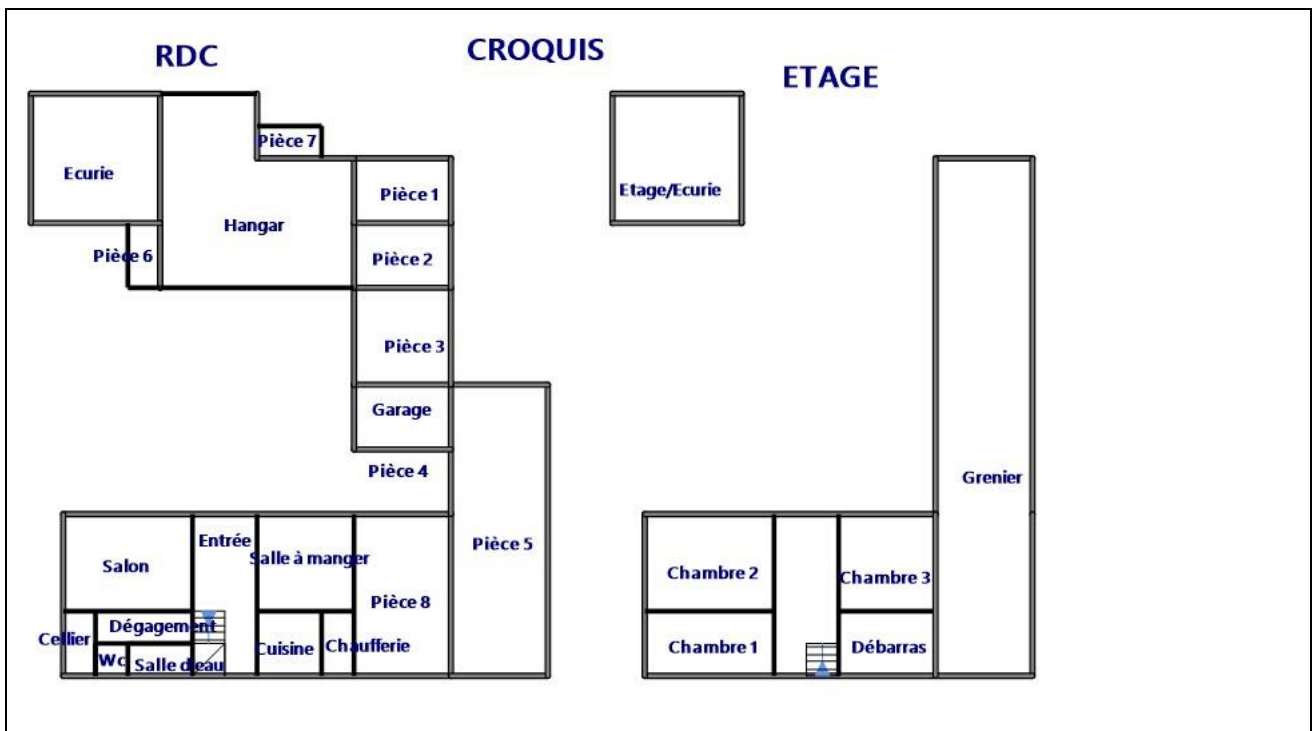 RDC
CROQUIS
ETAGE
Pièce 7
Ecurie
Pièce 1
Etage/Ecurie
Hangar
Pièce 6
Pièce 2
Pièce 3
Garage
Pièce 4
Grenier
Entrée
Pièce 5
Salle à manger
Salon
Chambre 2
Chambre 3
Pièce 8
Dégagement
Cellier
Cuisine
Chaufferie
Chambre 1
Débarras
Wc
Salle d'eau